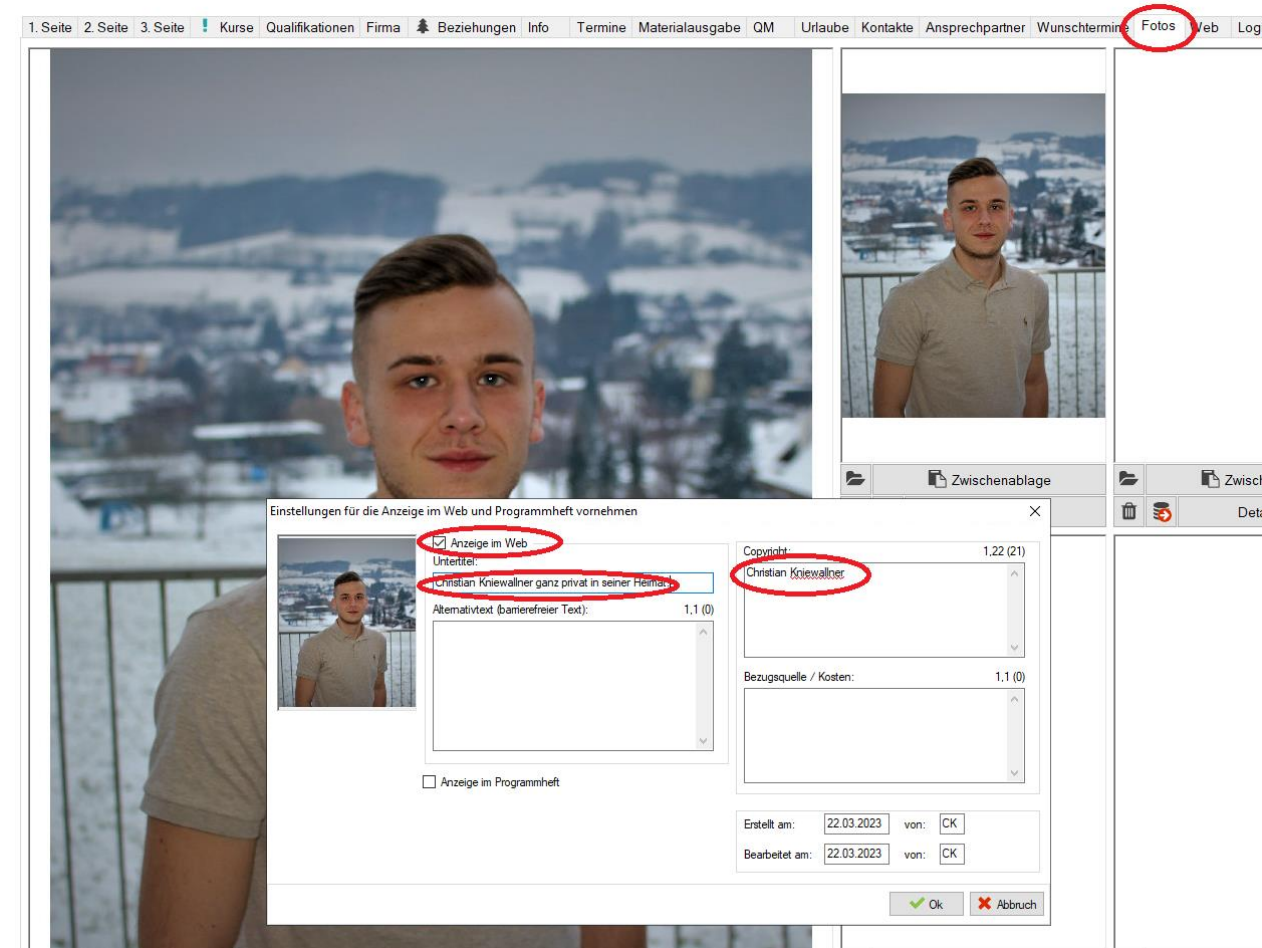 1. Seite 2. Seite 3. Seite ! Kurse Qualifikationen Firma Beziehungen Info Termine Materialausgabe QM Urlaube Kontakte Ansprechpartner Wunschtermine Fotos Web Log
Zwischenablage Zwisch
Deta
Einstellungen für die Anzeige im Web und Programmheft vornehmen
Anzeige im Web
Untertitel:
Christian Kniewallner ganz privat in seiner Heimat
Alternativtext (barrierefreier Text): 1,1 (0)
Anzeige im Programmheft
Copyright: 1,22 (21)
Christian Kniewallner
Bezugsquelle / Kosten: 1,1 (0)
Erstellt am: 22.03.2023 von: CK
Bearbeitet am: 22.03.2023 von: CK
Ok Abbruch